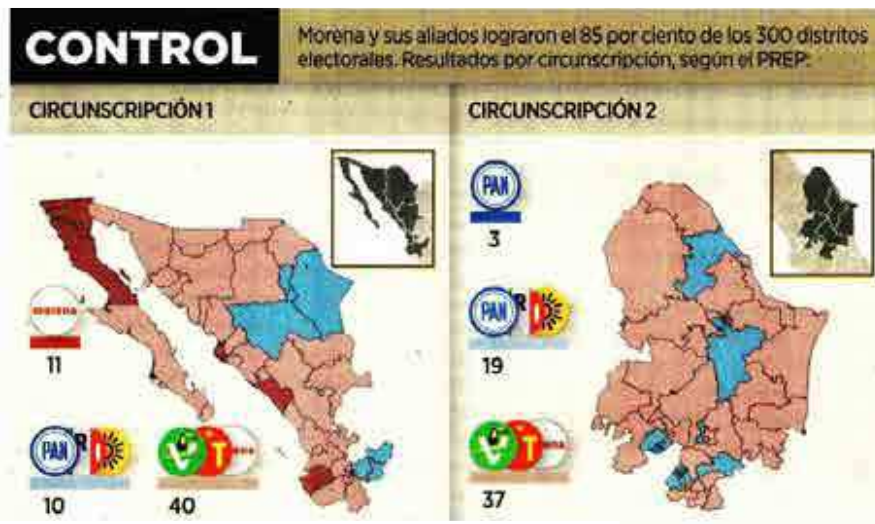 CONTROL
Morena y sus aliados lograron el 85 por ciento de los 300 distritos
electorales. Resultados por circunscripción, según el PREP:
CIRCUNSCRIPCIÓN 1
morena
11
PAN
10
T
40
CIRCUNSCRIPCIÓN 2
PAN
3
PAN
19
T
37